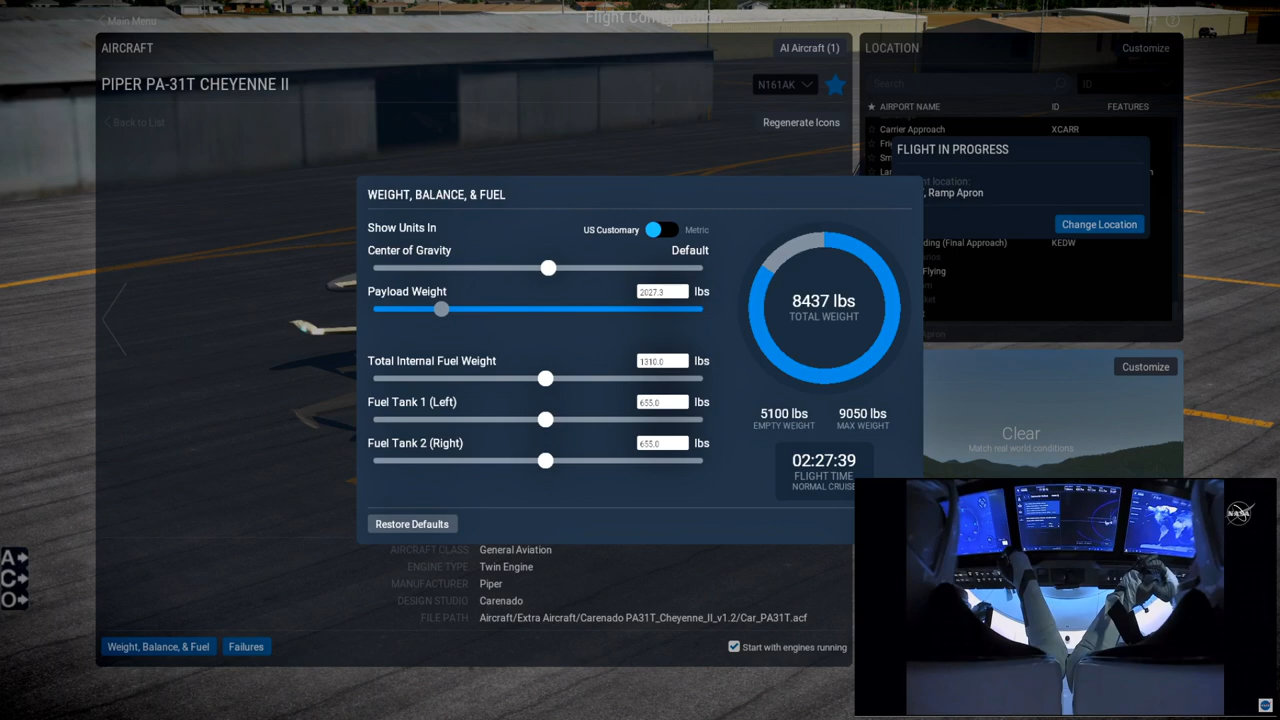 Main Menu
Flight Configuration
AIRCRAFT
AI Aircraft (1)
PIPER PA-31T CHEYENNE II
N161AK
Back to List
Regenerate Icons
LOCATION
Customize
Search
ID
AIRPORT NAME
ID
FEATURES
Carrier Approach
XCARR
FLIGHT IN PROGRESS
location:
, Ramp Apron
Change Location
(Final Approach)
KEDW
Flying
WEIGHT, BALANCE, & FUEL
Show Units In
US Customary
Metric
Center of Gravity
Default
Payload Weight
2027.3
lbs
Total Internal Fuel Weight
1310.0
lbs
Fuel Tank 1 (Left)
655.0
lbs
Fuel Tank 2 (Right)
655.0
lbs
Restore Defaults
8437 lbs
TOTAL WEIGHT
5100 lbs
EMPTY WEIGHT
9050 lbs
MAX WEIGHT
02:27:39
FLIGHT TIME
NORMAL CRUISE
Customize
Clear
Match real world conditions.
AIRCRAFT CLASS
General Aviation
ENGINE TYPE
Twin Engine
MANUFACTURER
Piper
DESIGN STUDIO
Carenado
FILE PATH
Aircraft/Extra Aircraft/Carenado PA31T_Cheyenne_II_v1.2/Car_PA31T.acf
Weight, Balance, & Fuel
Failures
Start with engines running
A
C
O
NASA